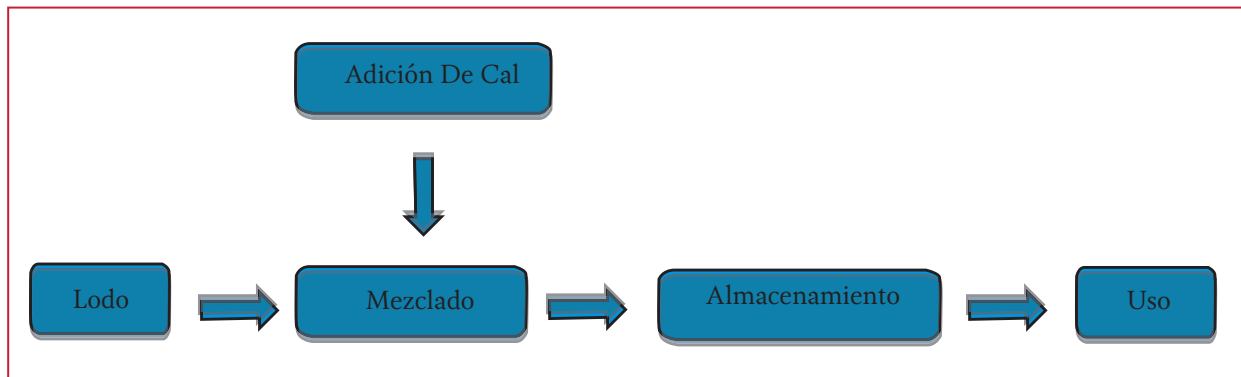 Adición De Cal
Lodo
Mezclado
Almacenamiento
Uso